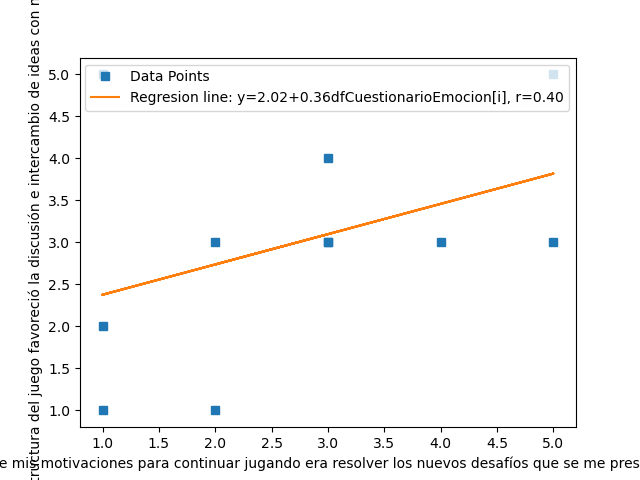 Data Points
Regresion line: y=2.02+0.36dfCuestionarioEmocion[i], r=0.40
5.0
4.5
4.0
3.5
3.0
2.5
2.0
1.5
1.0
del juego favoreció la discusión e intercambio de ideas con
1.0 1.5 2.0 2.5 3.0 3.5 4.0 4.5 5.0
e mis motivaciones para continuar jugando era resolver los nuevos desafíos que se me pres